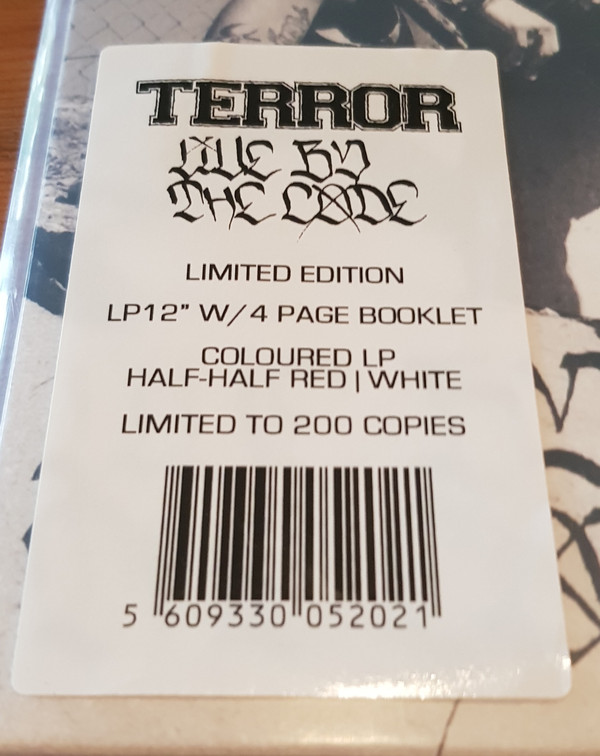 TERROR
LIVE BY
THE CODE
LIMITED EDITION
LP12" W/4 PAGE BOOKLET
COLOURED LP
HALF-HALF RED | WHITE
LIMITED TO 200 COPIES
5 609330 052021